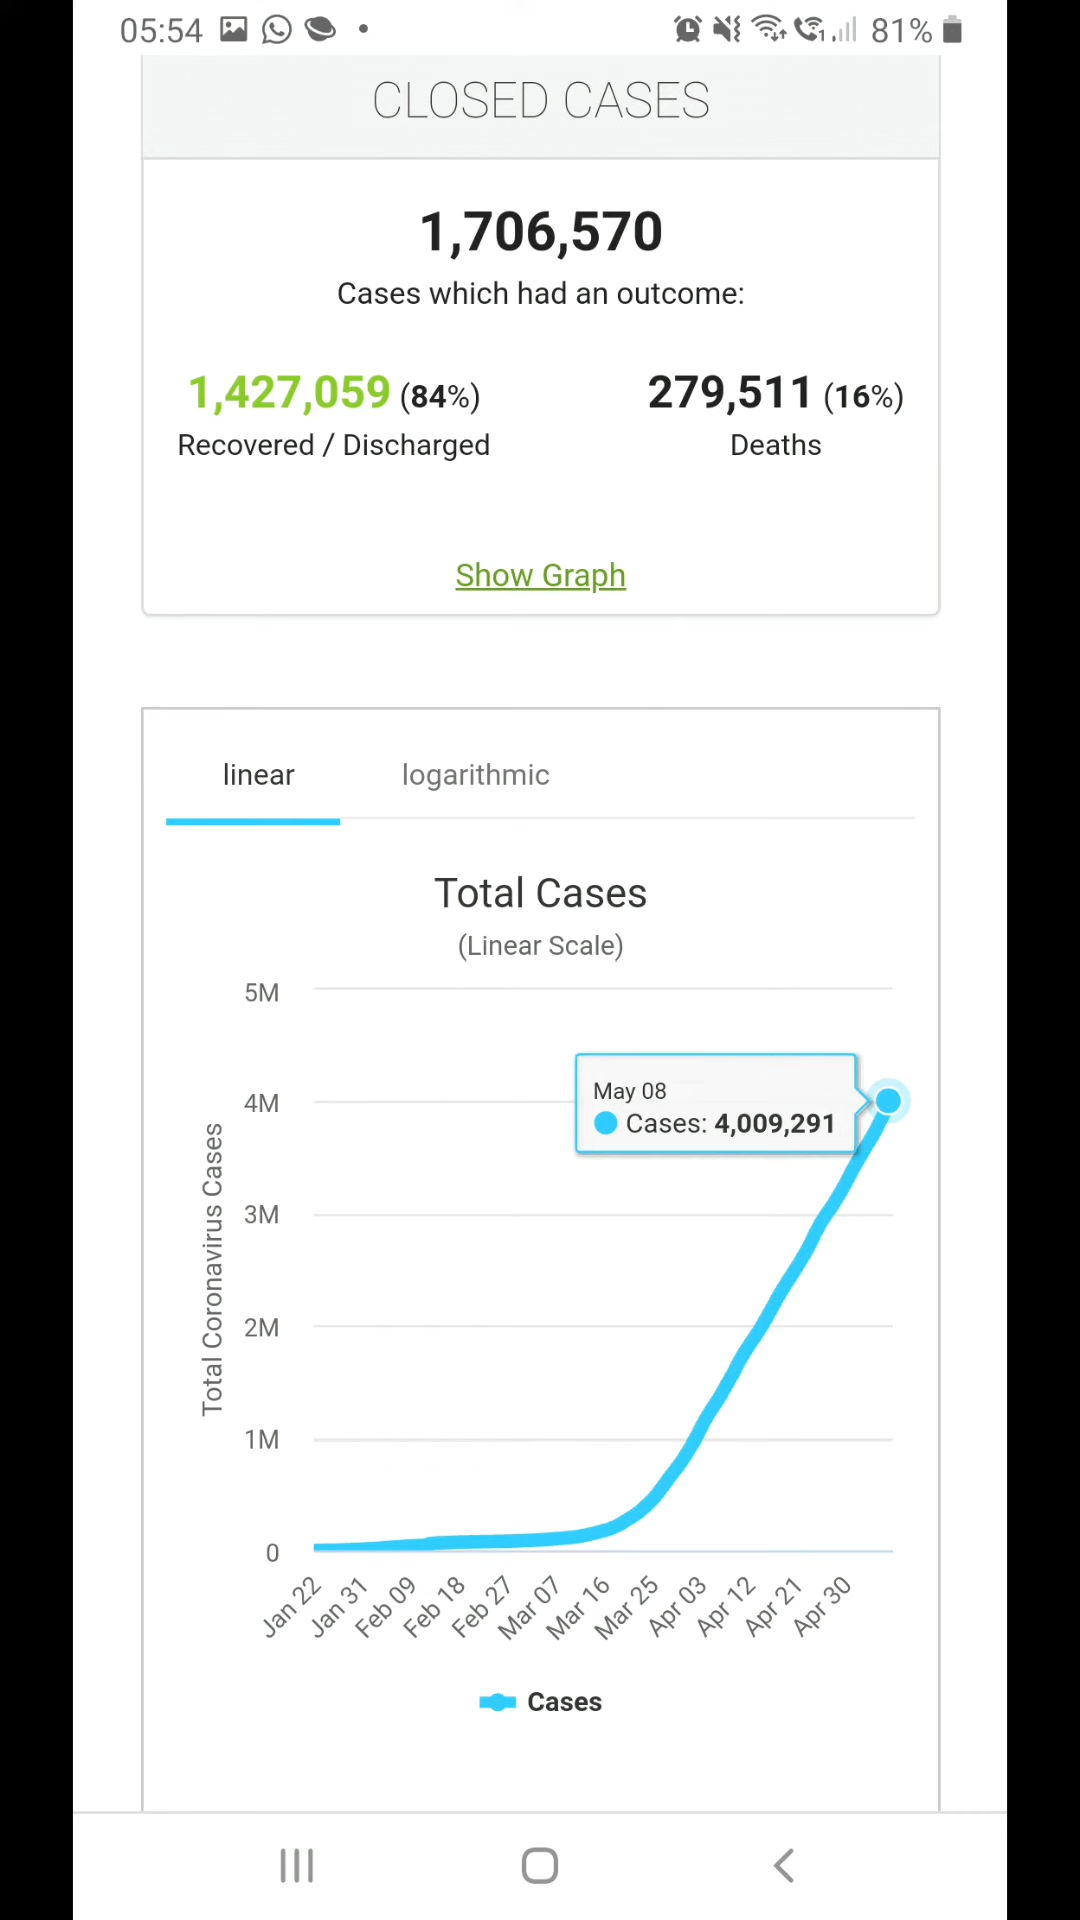 05:54 81%
CLOSED CASES
1,706,570
Cases which had an outcome:
1,427,059 (84%) 279,511 (16%)
Recovered / Discharged Deaths
Show Graph
linear logarithmic
Total Cases
(Linear Scale)
5M
4M
3M
2M
1M
0
Total Coronavirus Cases
May 08
Cases: 4,009,291
Jan 22 Jan 31 Feb 09 Feb 18 Feb 27 Mar 07 Mar 16 Mar 25 Apr 03 Apr 12 Apr 21 Apr 30
Cases